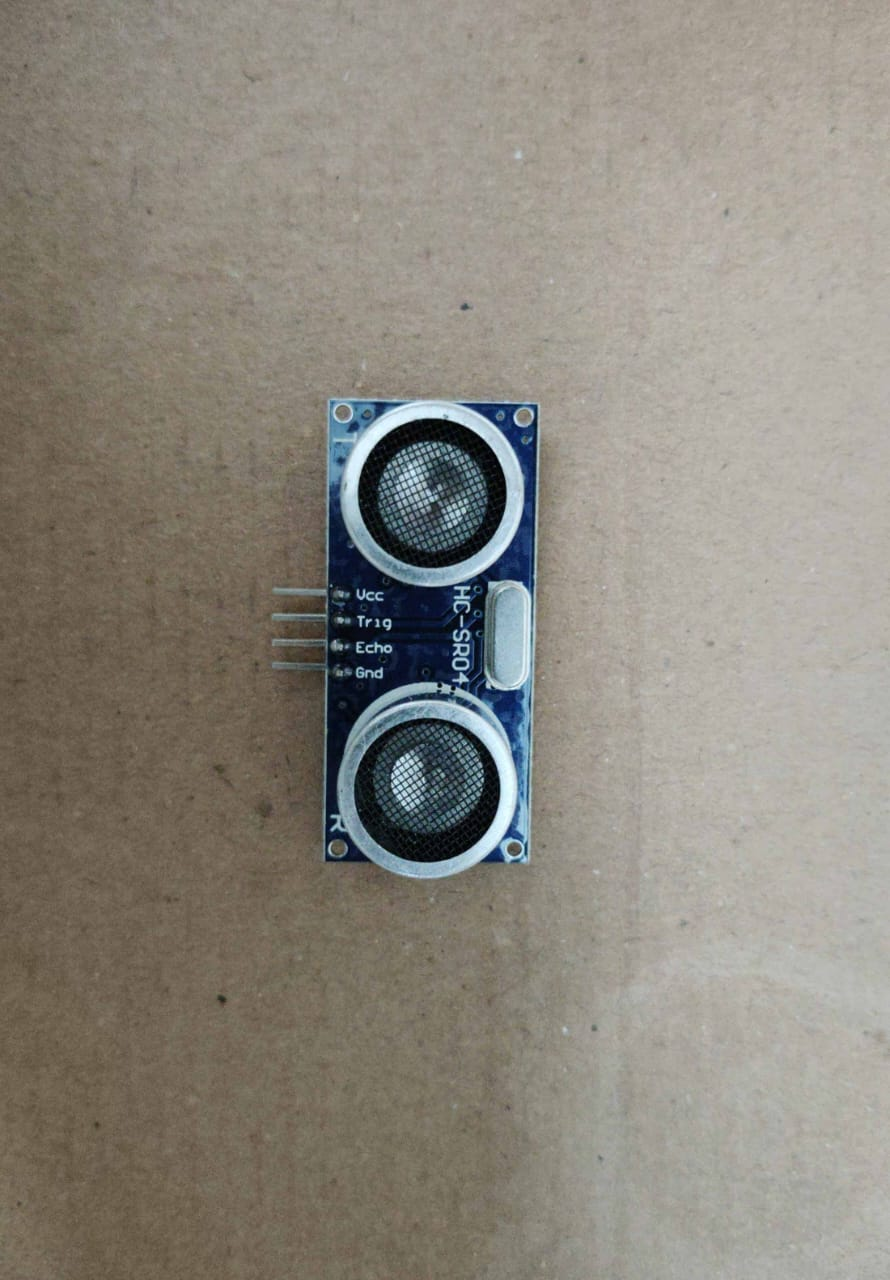 T
Vcc
Trig
Echo
Gnd
HC-SR04
R